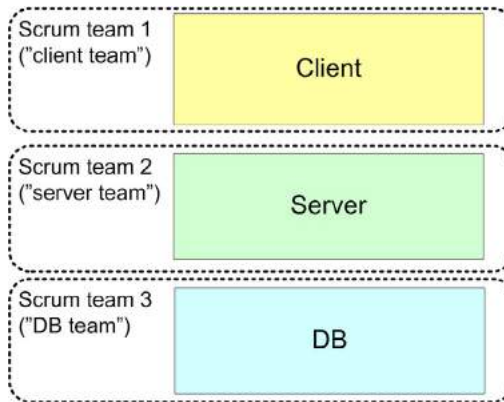 Scrum team 1
("client team")
Client
Scrum team 2
(”server team”)
Server
Scrum team 3
(”DB team”)
DB